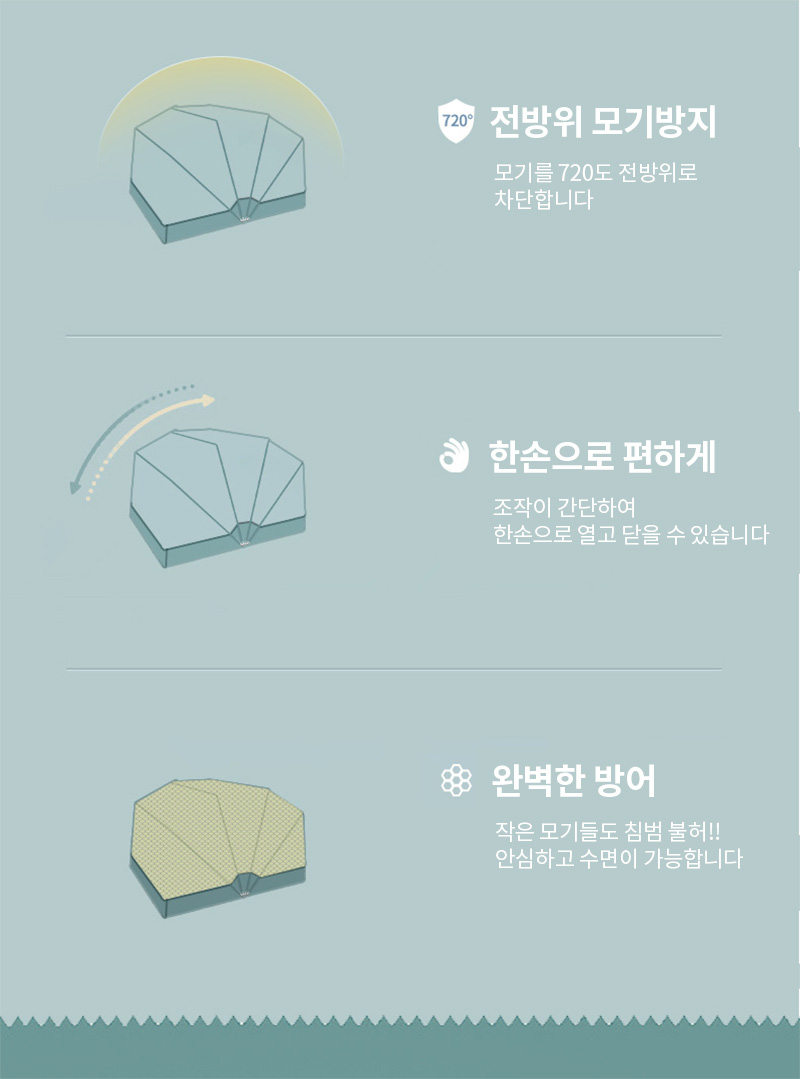 720°
전방위 모기방지
모기를 720도 전방위로
차단합니다
한손으로 편하게
조작이 간단하여
한손으로 열고 닫을 수 있습니다
완벽한 방어
작은 모기들도 침범 불허!!
안심하고 수면이 가능합니다